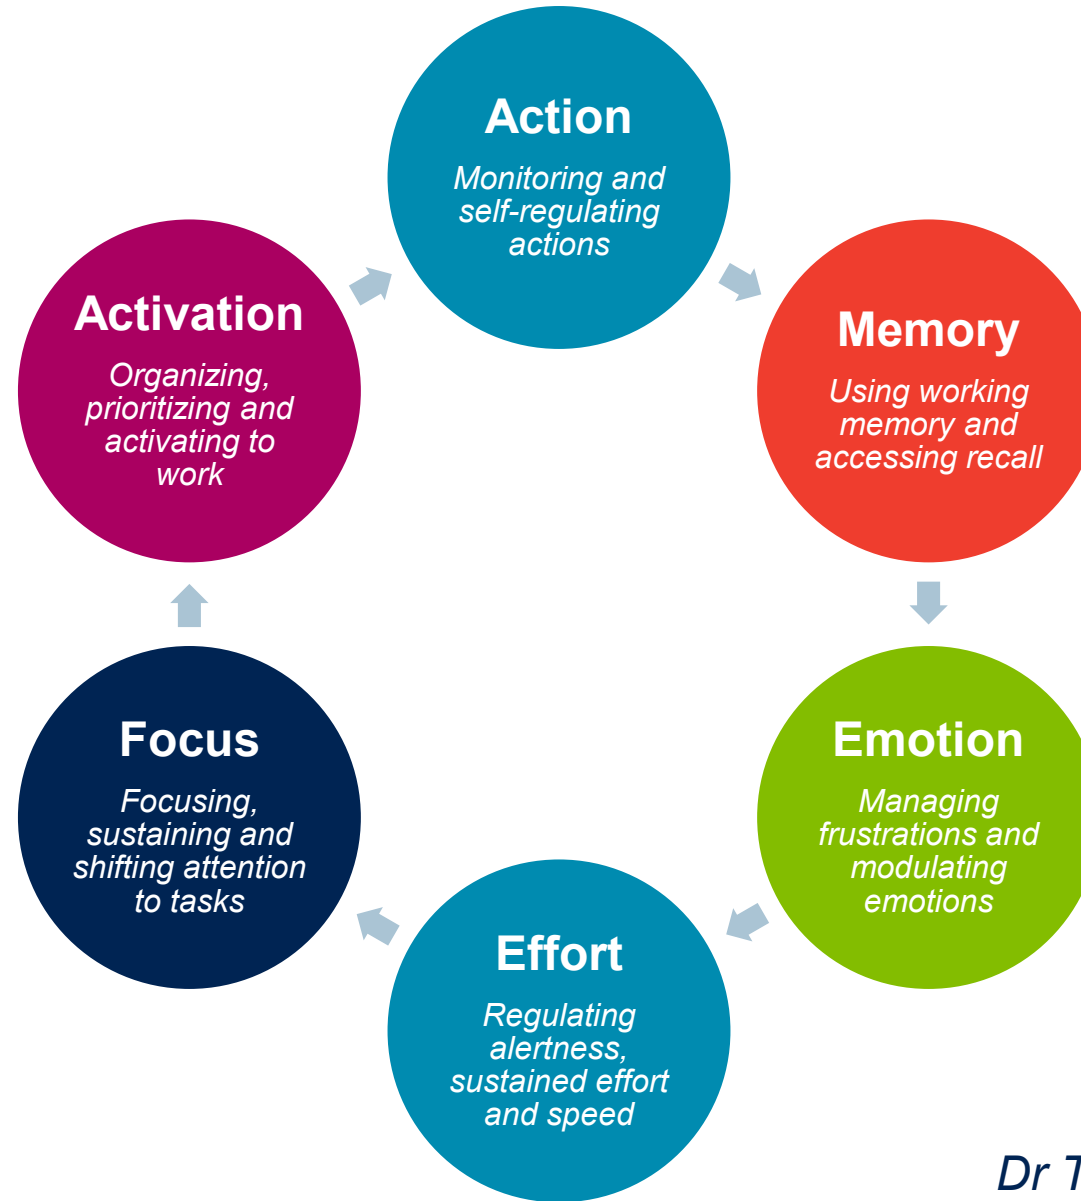 Action
Monitoring and
self-regulating
actions
Memory
Using working
memory and
accessing recall
Emotion
Managing
frustrations and
modulating
emotions
Effort
Regulating
alertness,
sustained effort
and speed
Focus
Focusing,
sustaining and
shifting attention
to tasks
Activation
Organizing,
prioritizing and
activating to
work
Dr T